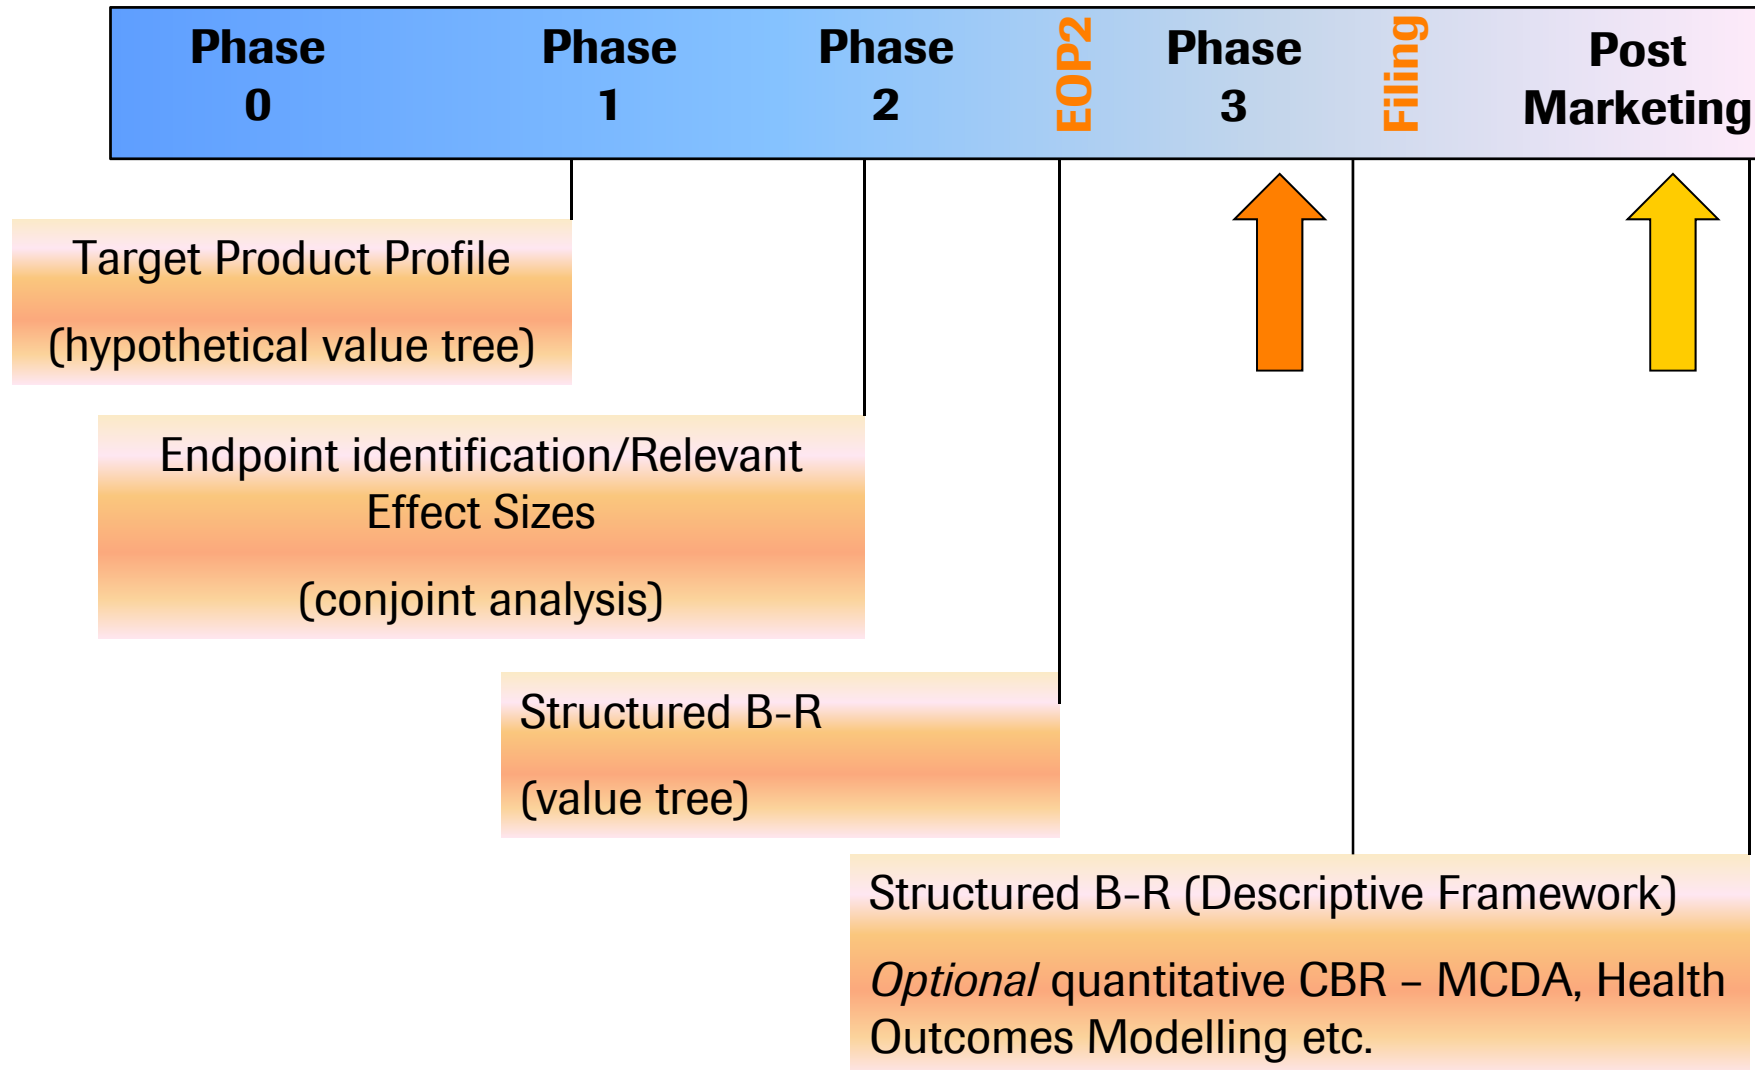 Phase
0
Phase
1
Phase
2
EOP2
Phase
3
Filing
Post
Marketing
Target Product Profile
(hypothetical value tree)
Endpoint identification/Relevant
Effect Sizes
(conjoint analysis)
Structured B-R
(value tree)
Structured B-R (Descriptive Framework)
Optional quantitative CBR – MCDA, Health
Outcomes Modelling etc.